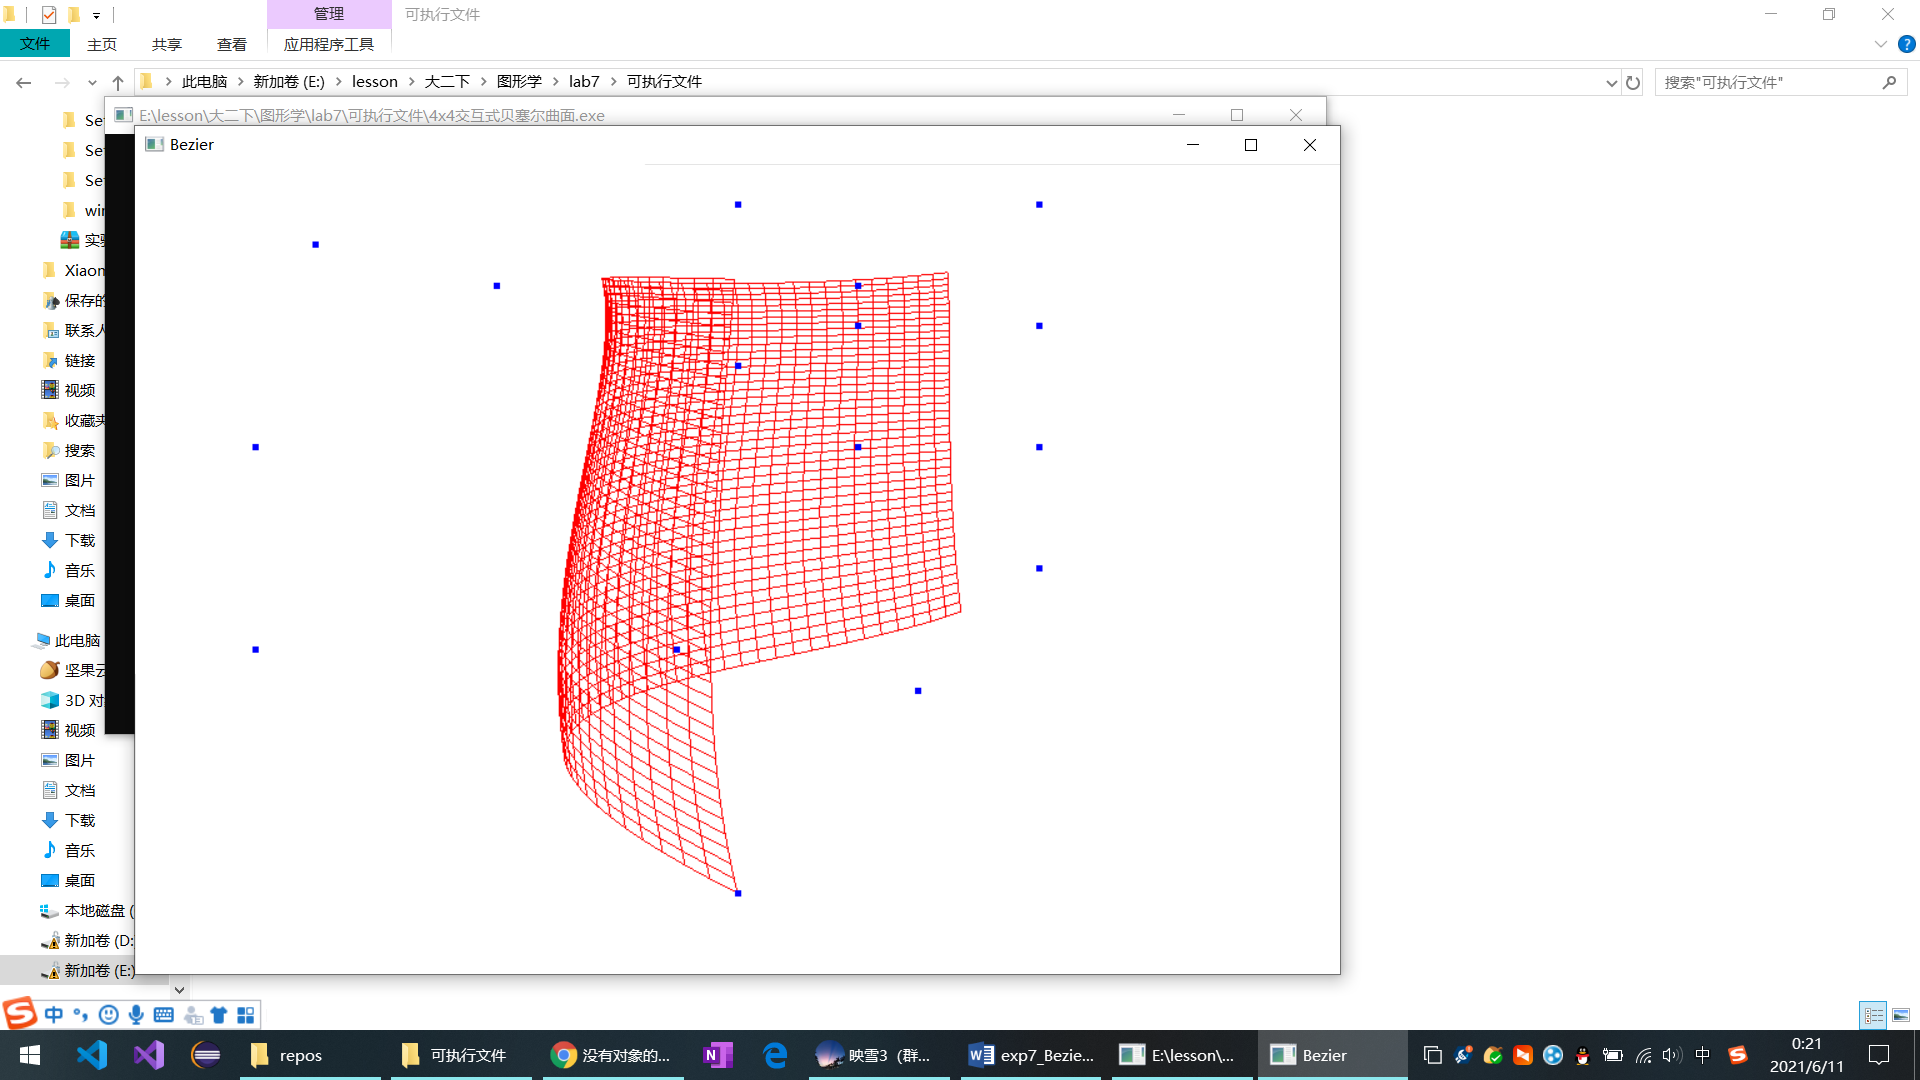 管理
可执行文件
文件
主页
共享
查看
应用程序工具
此电脑
新加卷 (E:)
lesson
大二下
图形学
lab7
可执行文件
搜索"可执行文件"
E:\lesson\大二下\图形学\lab7\可执行文件\4x4交互式贝塞尔曲面.exe
Bezier
Xiaon
保存的
联系人
链接
视频
收藏夹
搜索
图片
文档
下载
音乐
桌面
此电脑
坚果云
3D 对
视频
图片
文档
下载
音乐
桌面
本地磁盘 (
新加卷 (D:
新加卷 (E:)
中
repos
可执行文件
没有对象的...
映雪3（群...
exp7_Bezie...
E:\lesson\...
Bezier
中
0:21
2021/6/11